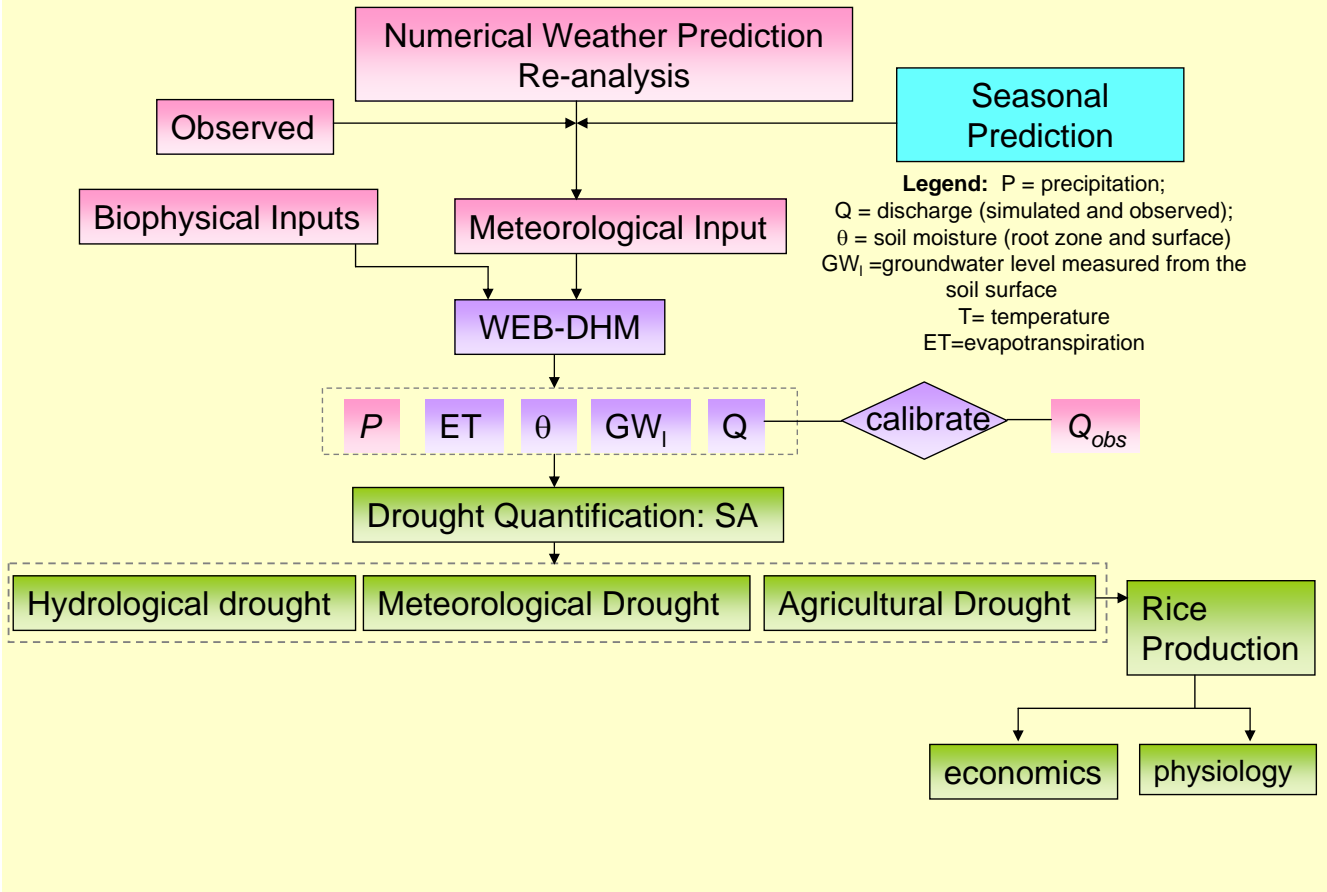 Numerical Weather Prediction
Re-analysis
Observed
Seasonal
Prediction
Legend: P = precipitation;
Q = discharge (simulated and observed);
θ = soil moisture (root zone and surface)
GWl =groundwater level measured from the
soil surface
T= temperature
ET=evapotranspiration
Biophysical Inputs
Meteorological Input
WEB-DHM
P ET θ GWl Q calibrate Qobs
Drought Quantification: SA
Hydrological drought Meteorological Drought Agricultural Drought
Rice
Production
economics physiology